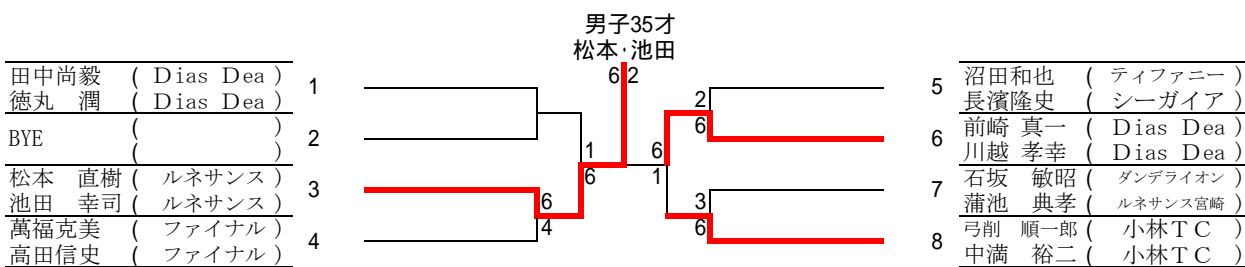 男子35才
松本・池田
6 2
田中尚毅 ( Dias Dea ) 1
徳丸 潤 ( Dias Dea )
BYE ( ) 2
( )
松本 直樹 ( ルネサンス ) 3
池田 幸司 ( ルネサンス )
萬福克美 ( ファイナル ) 4
高田信史 ( ファイナル )
6
4
1
6
6
1
2
6
3
6
5 沼田和也 ( ティファニー )
長濱隆史 ( シーガイア )
6 前崎 真一 ( Dias Dea )
川越 孝幸 ( Dias Dea )
7 石坂 敏昭 ( ダンデライオン )
蒲池 典孝 ( ルネサンス宮崎 )
8 弓削 順一郎 ( 小林TC )
中満 裕二 ( 小林TC )